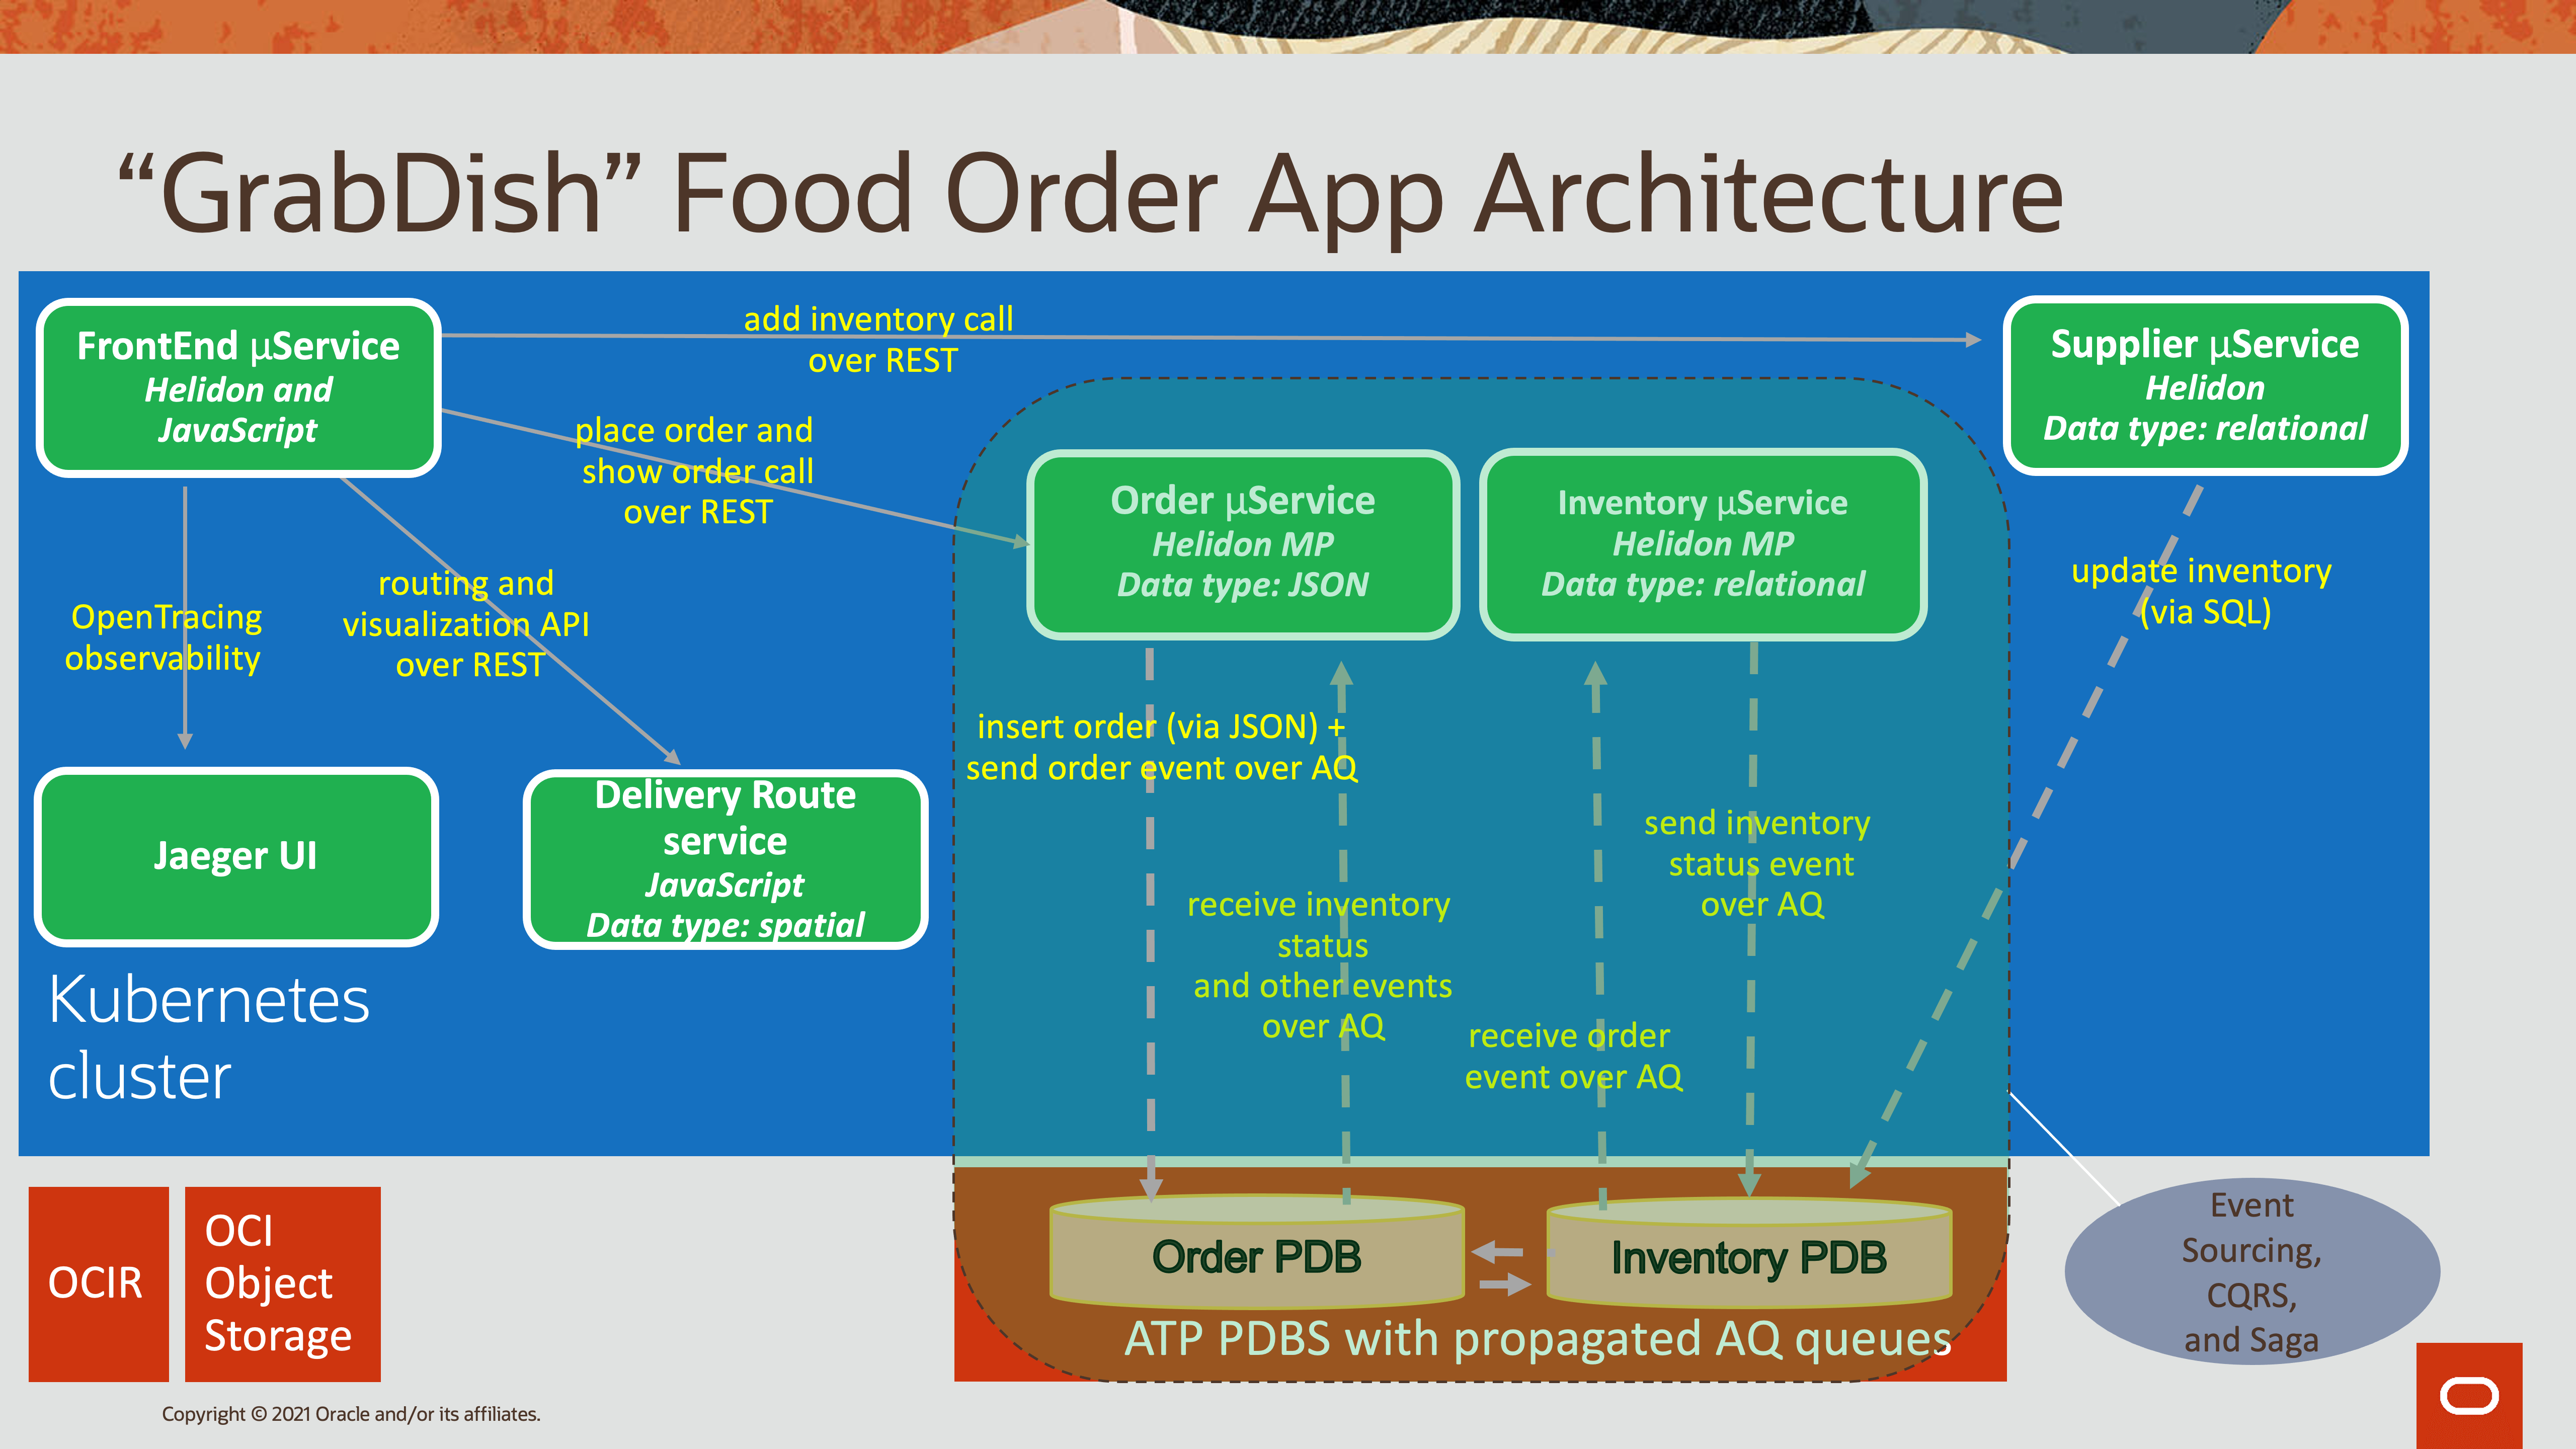 “GrabDish” Food Order App Architecture
FrontEnd µService
Helidon and
JavaScript
add inventory call
over REST
Supplier µService
Helidon
Data type: relational
place order and
show order call
over REST
Order µService
Helidon MP
Data type: JSON
Inventory µService
Helidon MP
Data type: relational
OpenTracing
observability
routing and
visualization API
over REST
update inventory
(via SQL)
insert order (via JSON) +
send order event over AQ
send inventory
status event
over AQ
receive inventory
status
and other events
over AQ
receive order
event over AQ
Jaeger UI
Delivery Route
service
JavaScript
Data type: spatial
Kubernetes
cluster
OCIR
OCI
Object
Storage
Order PDB
Inventory PDB
ATP PDBS with propagated AQ queues
Event
Sourcing,
CQRS,
and Saga
Copyright © 2021 Oracle and/or its affiliates.